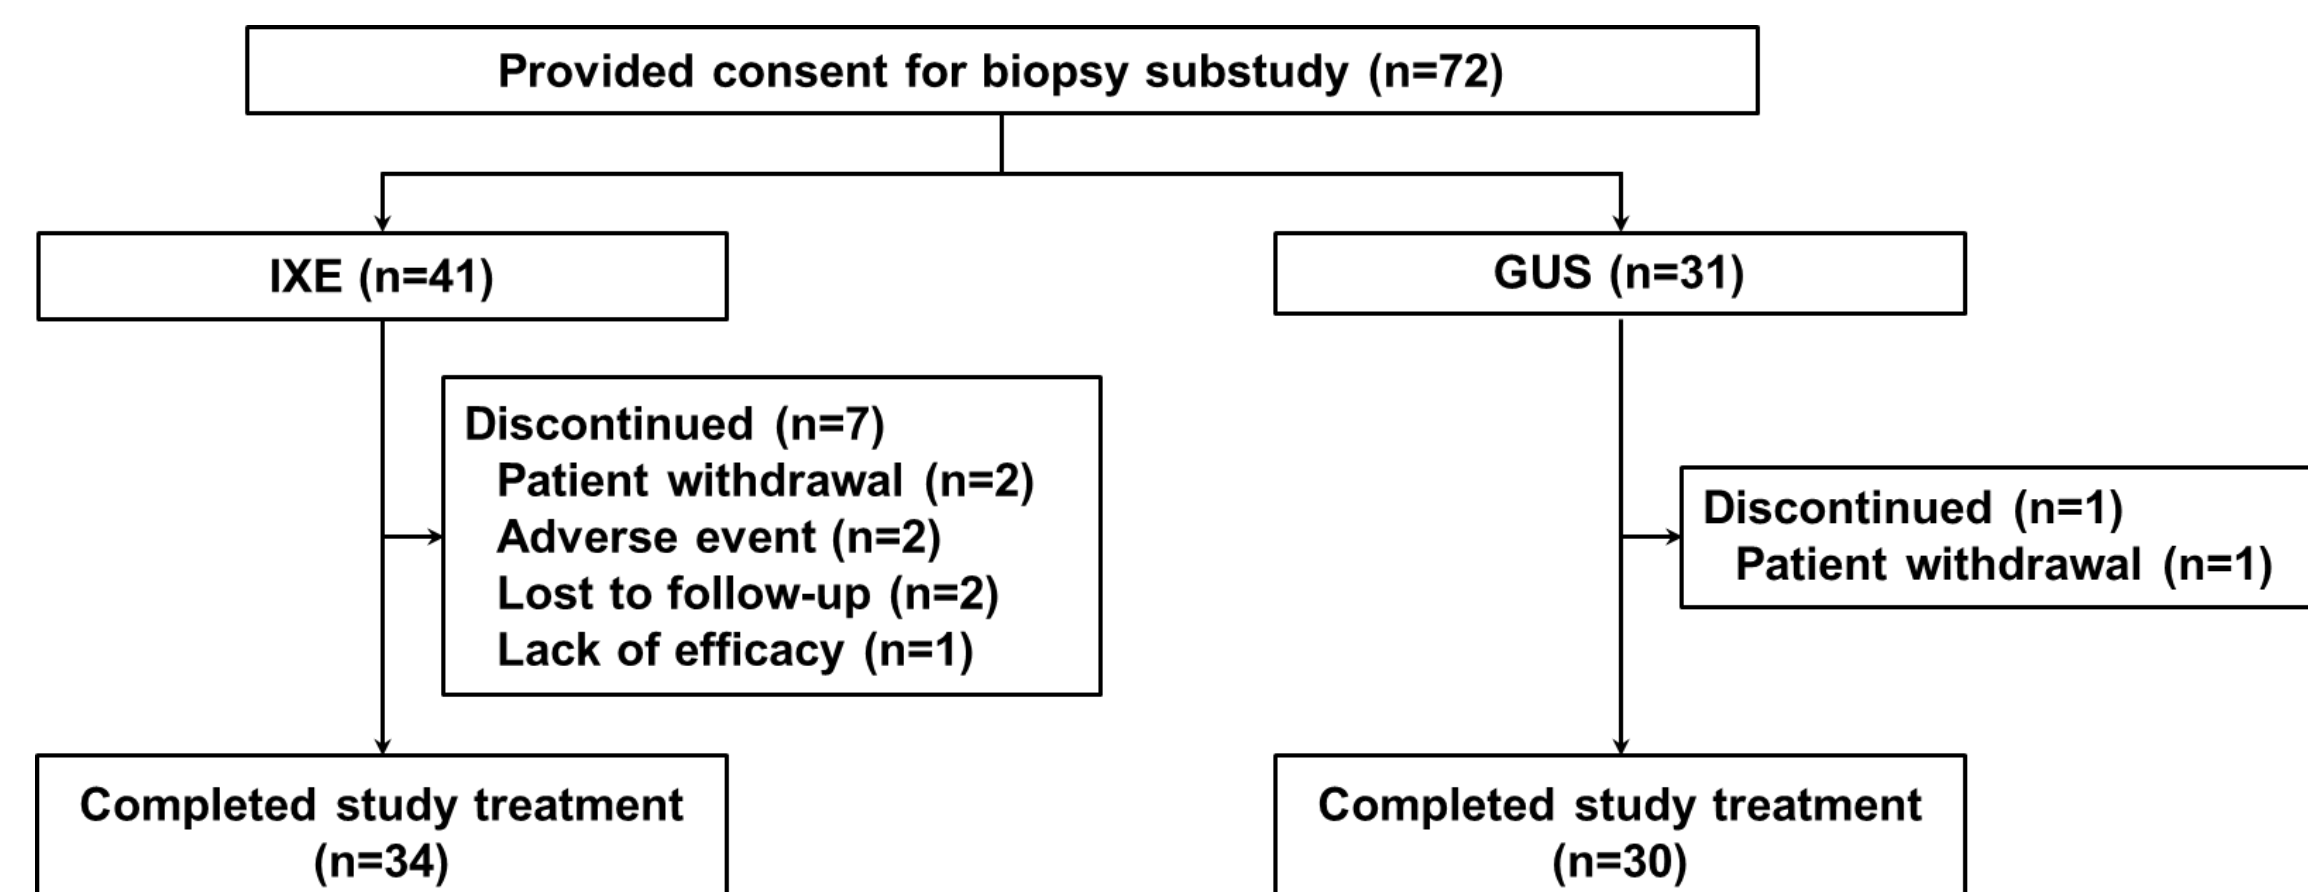 Provided consent for biopsy substudy (n=72)
IXE (n=41)
GUS (n=31)
Discontinued (n=7)
Patient withdrawal (n=2)
Adverse event (n=2)
Lost to follow-up (n=2)
Lack of efficacy (n=1)
Discontinued (n=1)
Patient withdrawal (n=1)
Completed study treatment
(n=34)
Completed study treatment
(n=30)